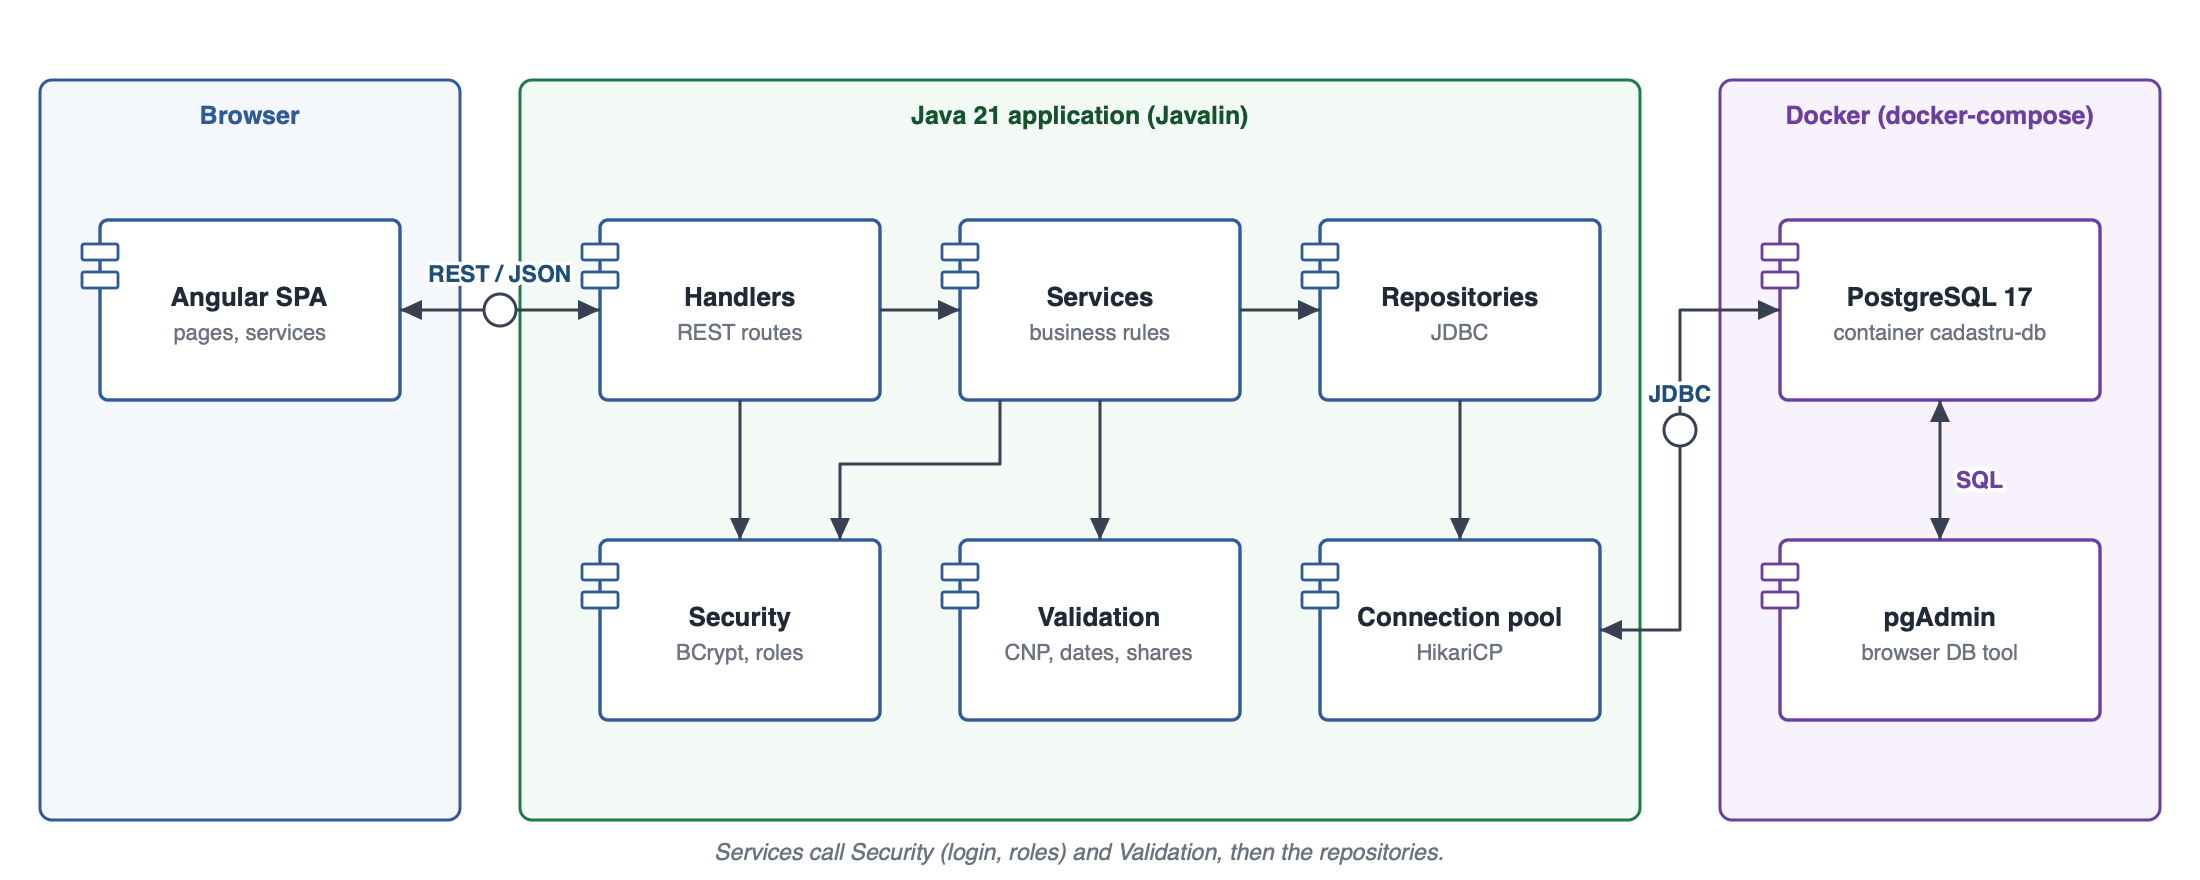 Browser
Java 21 application (Javalin)
Docker (docker-compose)
Angular SPA
pages, services
REST / JSON
Handlers
REST routes
Services
business rules
Repositories
JDBC
JDBC
PostgreSQL 17
container cadastru-db
SQL
Security
BCrypt, roles
Validation
CNP, dates, shares
Connection pool
HikariCP
pgAdmin
browser DB tool
Services call Security (login, roles) and Validation, then the repositories.